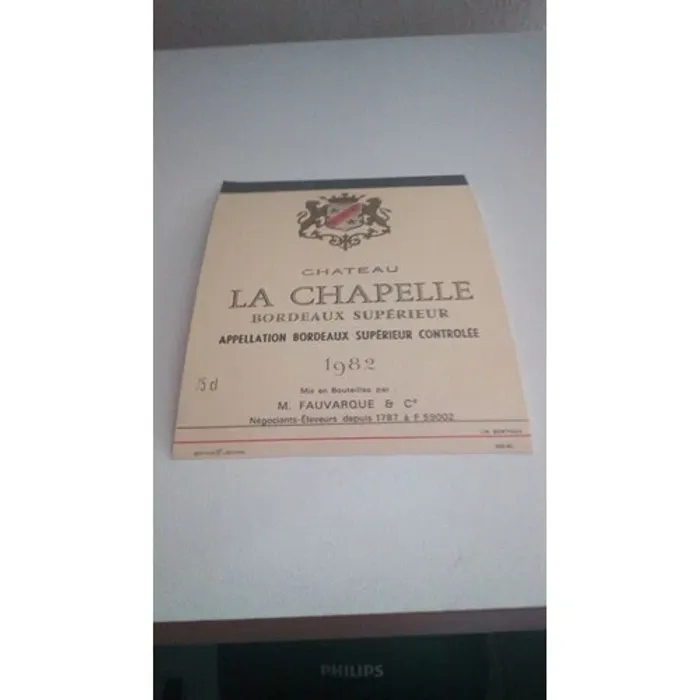 CHATEAU
LA CHAPELLE
BORDEAUX SUPÉRIEUR
APPELLATION BORDEAUX SUPÉRIEUR CONTROLÉE
1982
75 cl
Mis en Bouteilles par
M. FAUVARQUE & Cº
Négociants-Éleveurs depuis 1787 à F 59002
PHILIPS